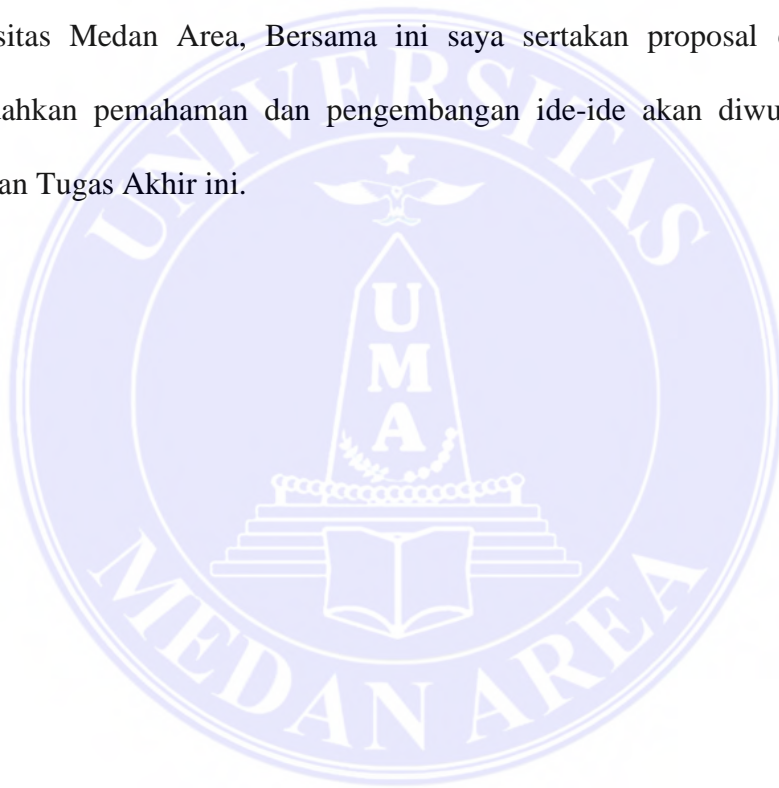 sitas Medan Area, Bersama ini saya sertakan proposal
ahkan pemahaman dan pengembangan ide-ide akan diwu
an Tugas Akhir ini.
UNIVERSITAS
UMA
MEDAN AREA